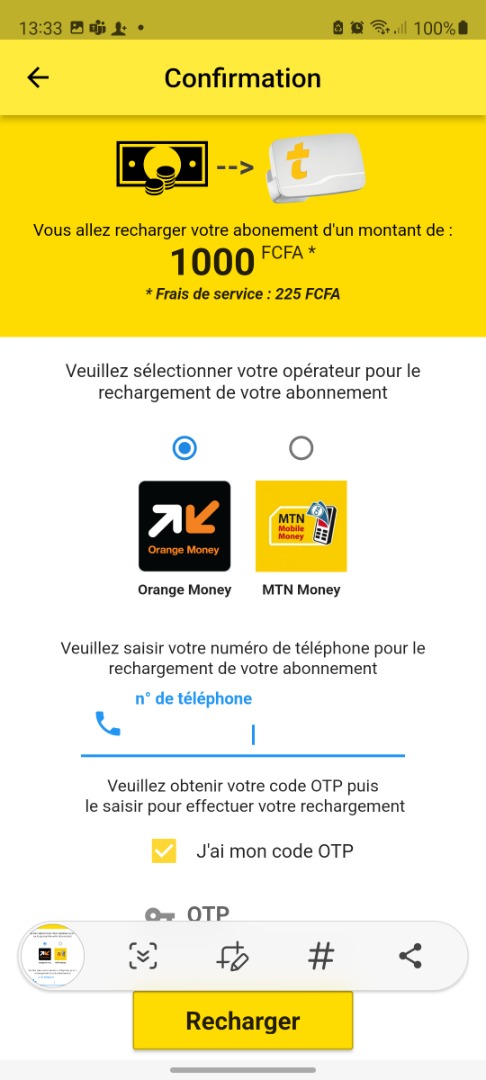 13:33
100%
Confirmation
-->
t
Vous allez recharger votre abonement d'un montant de :
1000 FCFA *
* Frais de service : 225 FCFA
Veuillez sélectionner votre opérateur pour le
rechargement de votre abonnement
Orange Money
MTN
Mobile
Money
Orange Money
MTN Money
Veuillez saisir votre numéro de téléphone pour le
rechargement de votre abonnement
n° de téléphone
Veuillez obtenir votre code OTP puis
le saisir pour effectuer votre rechargement
J'ai mon code OTP
OTP
#
Recharger